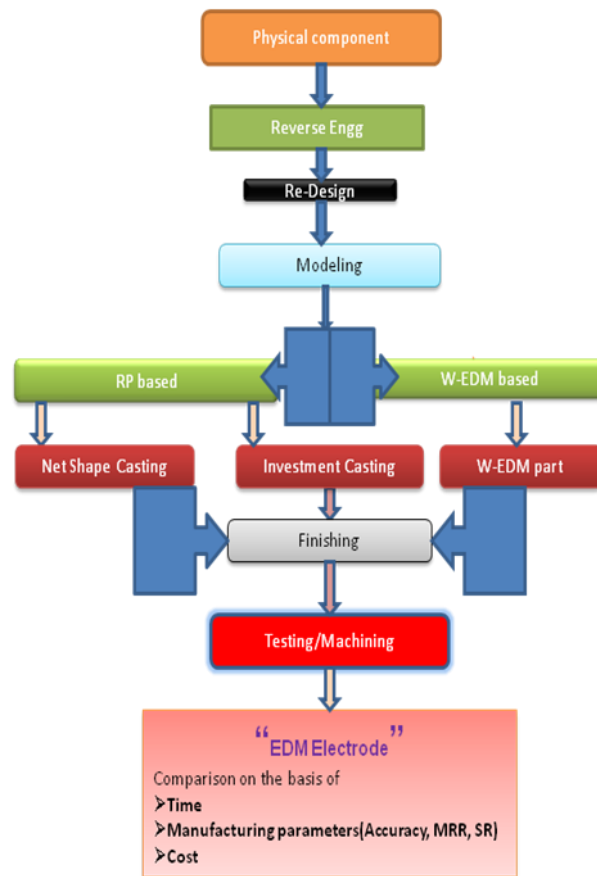 Physical component
Reverse Engg
Re-Design
Modeling
RP based
W-EDM based
Net Shape Casting
Investment Casting
W-EDM part
Finishing
Testing/Machining
“EDM Electrode”
Comparison on the basis of
➢Time
➢Manufacturing parameters(Accuracy, MRR, SR)
➢Cost